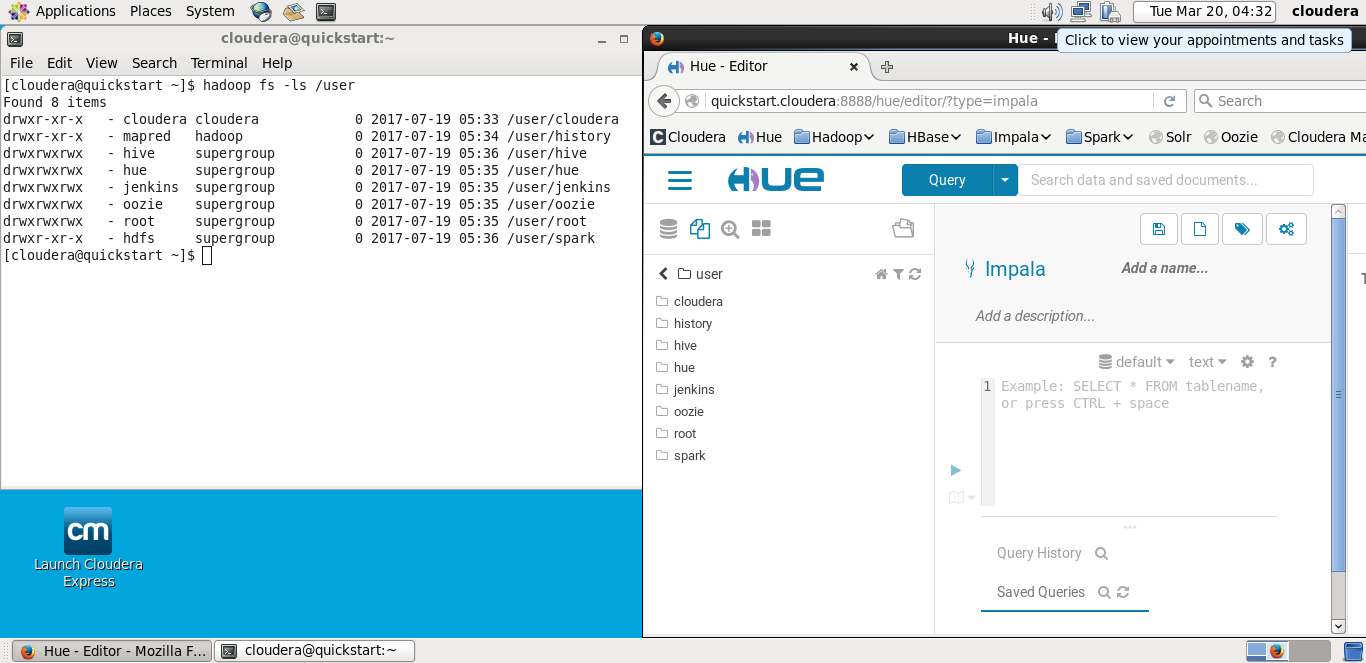 Applications Places System
Tue Mar 20, 04:32 cloudera
cloudera@quickstart:~
File Edit View Search Terminal Help
[cloudera@quickstart ~]$ hadoop fs -ls /user
Found 8 items
drwxr-xr-x - cloudera cloudera 0 2017-07-19 05:33 /user/cloudera
drwxr-xr-x - mapred hadoop 0 2017-07-19 05:34 /user/history
drwxrwxrwx - hive supergroup 0 2017-07-19 05:36 /user/hive
drwxrwxrwx - hue supergroup 0 2017-07-19 05:35 /user/hue
drwxrwxrwx - jenkins supergroup 0 2017-07-19 05:35 /user/jenkins
drwxrwxrwx - oozie supergroup 0 2017-07-19 05:35 /user/oozie
drwxrwxrwx - root supergroup 0 2017-07-19 05:35 /user/root
drwxr-xr-x - hdfs supergroup 0 2017-07-19 05:36 /user/spark
[cloudera@quickstart ~]$
cm
Launch Cloudera
Express
Hue -
Click to view your appointments and tasks
Hue - Editor
quickstart.cloudera:8888/hue/editor/?type=impala
Search
C Cloudera Hue Hadoop HBase Impala Spark Solr Oozie Cloudera Ma
HUE
Query
Search data and saved documents...
user
cloudera
history
hive
hue
jenkins
oozie
root
spark
Impala
Add a name...
Add a description...
default text ?
1 Example: SELECT * FROM tablename,
or press CTRL + space
Query History
Saved Queries
Hue - Editor - Mozilla F...
cloudera@quickstart:~